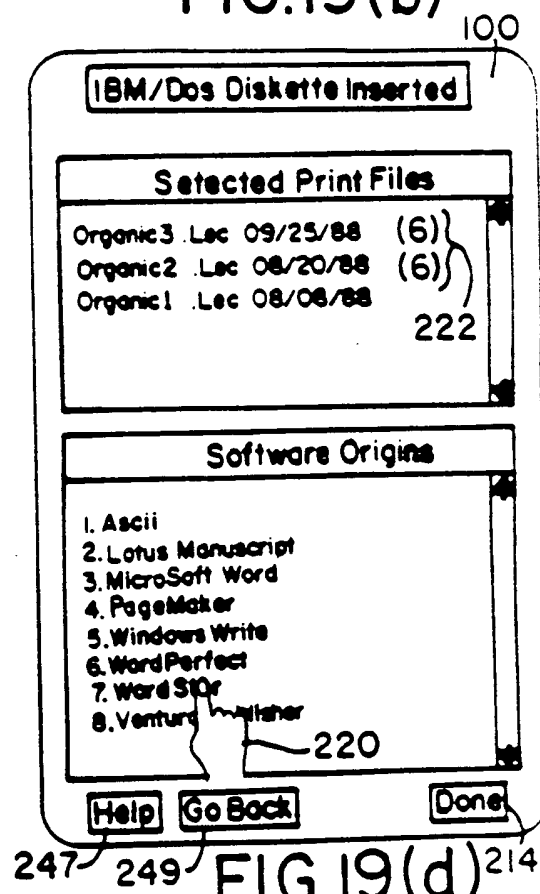 FIG.19(b)
100
IBM/Dos Diskette Inserted
Selected Print Files
Organic3 .Lec 09/25/88 (6)
Organic2 .Lec 08/20/88 (6)
Organic1 .Lec 08/08/88
222
Software Origins
1. Ascii
2. Lotus Manuscript
3. MicroSoft Word
4. PageMaker
5. Windows Write
6. WordPerfect
7. Word Star
8. Ventura
220
Help Go Back Done
247 249 FIG.19(d) 214